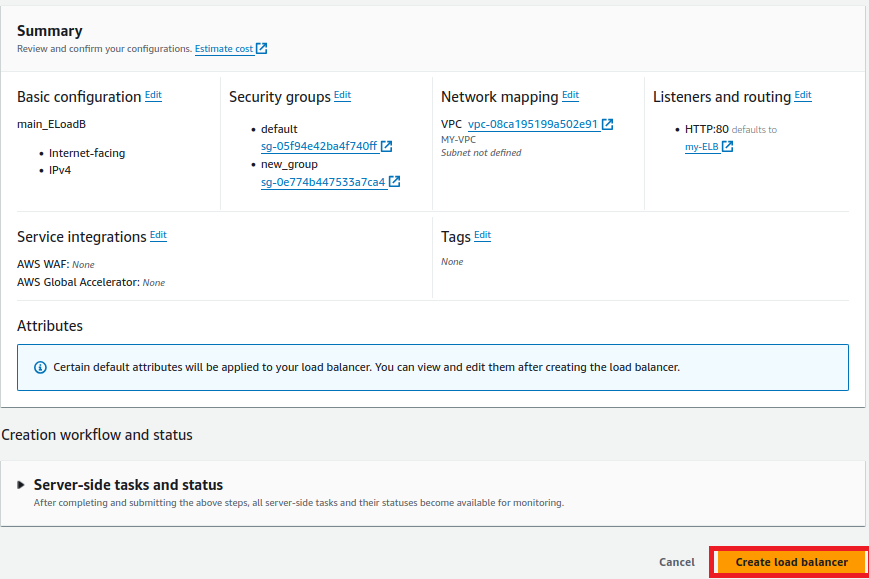 Summary
Review and confirm your configurations. Estimate cost
Basic configuration Edit
main_ELoadB
• Internet-facing
• IPv4
Security groups Edit
• default
sg-05f94e42ba4f740ff
• new_group
sg-0e774b447533a7ca4
Network mapping Edit
VPC vpc-08ca195199a502e91
MY-VPC
Subnet not defined
Listeners and routing Edit
• HTTP:80 defaults to
my-ELB
Service integrations Edit
AWS WAF: None
AWS Global Accelerator: None
Tags Edit
None
Attributes
Certain default attributes will be applied to your load balancer. You can view and edit them after creating the load balancer.
Creation workflow and status
Server-side tasks and status
After completing and submitting the above steps, all server-side tasks and their statuses become available for monitoring.
Cancel
Create load balancer